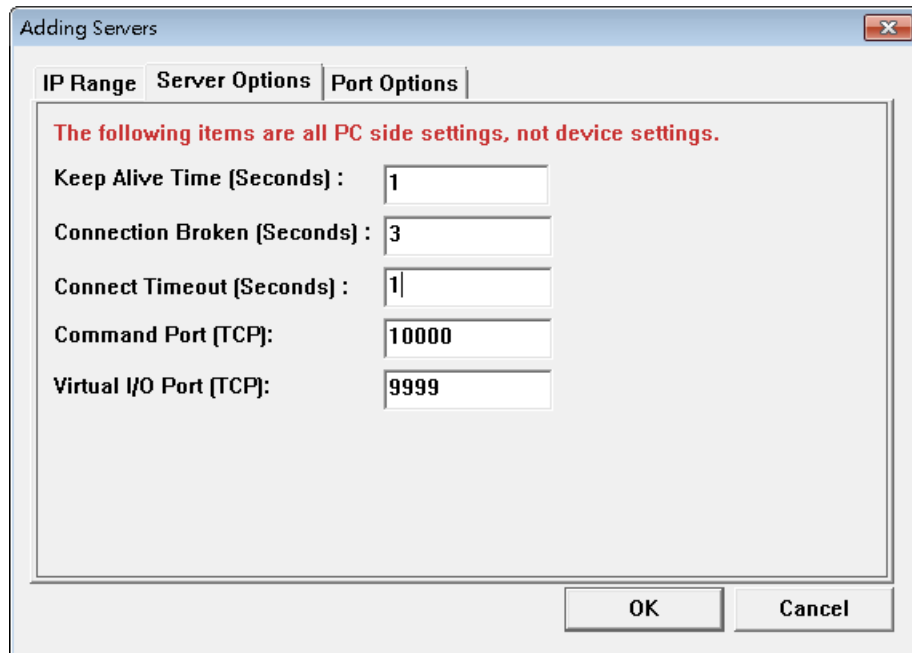 Adding Servers
IP Range Server Options Port Options
The following items are all PC side settings, not device settings.
Keep Alive Time (Seconds) : 1
Connection Broken (Seconds) : 3
Connect Timeout (Seconds) : 1
Command Port (TCP): 10000
Virtual I/O Port (TCP): 9999
OK Cancel